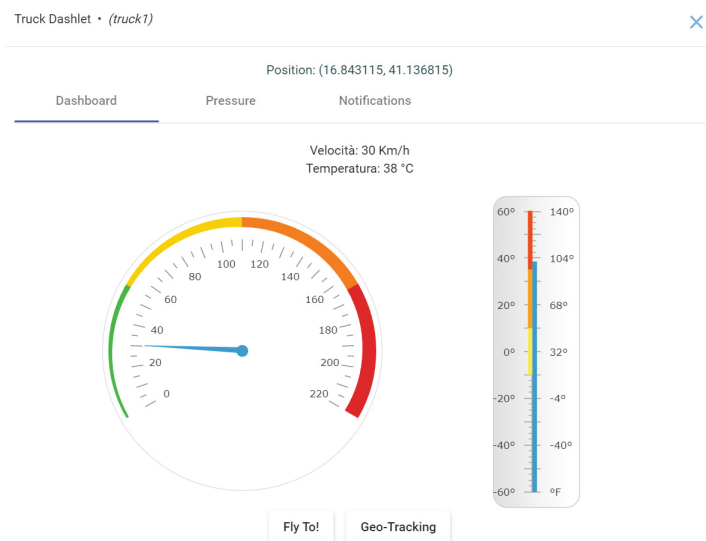 Truck Dashlet • (truck1)
×
Position: (16.843115, 41.136815)
Dashboard Pressure Notifications
Velocità: 30 Km/h
Temperatura: 38 °C
0
20
40
60
80
100
120
140
160
180
200
220
60° 140°
40° 104°
20° 68°
0° 32°
-20° -4°
-40° -40°
-60° °F
Fly To! Geo-Tracking